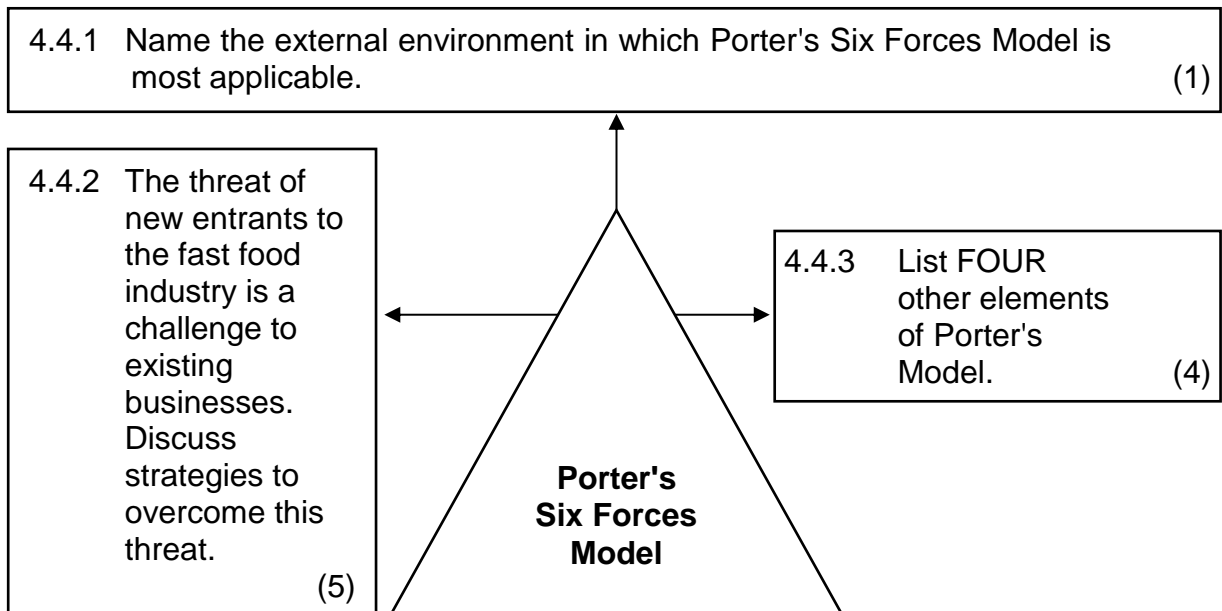 4.4.1 Name the external environment in which Porter's Six Forces Model is
most applicable. (1)
4.4.2 The threat of
new entrants to
the fast food
industry is a
challenge to
existing
businesses.
Discuss
strategies to
overcome this
threat.
(5)
4.4.3 List FOUR
other elements
of Porter's
Model. (4)
Porter's
Six Forces
Model